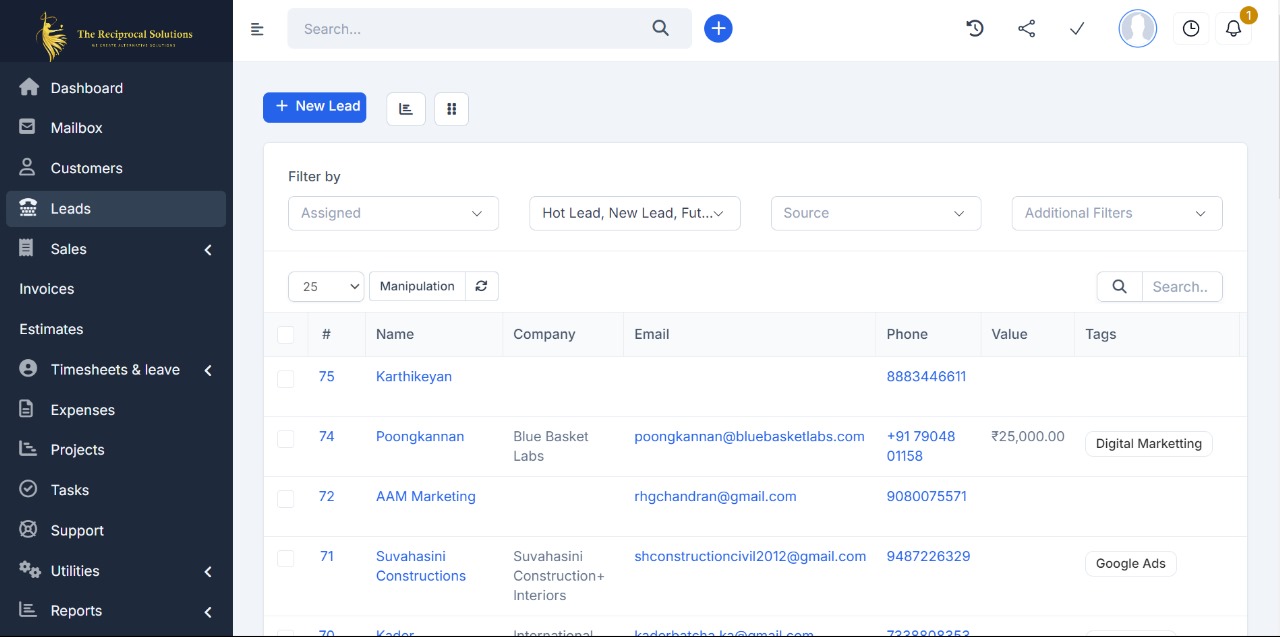 The Reciprocal Solutions
WE CREATE ALTERNATIVE SOLUTIONS
Search...
1
Dashboard
Mailbox
Customers
Leads
Sales
Invoices
Estimates
Timesheets & leave
Expenses
Projects
Tasks
Support
Utilities
Reports
New Lead
Filter by
Assigned
Hot Lead, New Lead, Fut...
Source
Additional Filters
25
Manipulation
Search..
# Name Company Email Phone Value Tags
75 Karthikeyan 8883446611
74 Poongkannan Blue Basket poongkannan@bluebasketlabs.com +91 79048 ₹25,000.00 Digital Marketting
Labs 01158
72 AAM Marketing rhgchandran@gmail.com 9080075571
71 Suvahasini Suvahasini shconstructioncivil2012@gmail.com 9487226329 Google Ads
Constructions Construction+
Interiors
70 Kader International kaderbatcha.ka@gmail.com 7338808353